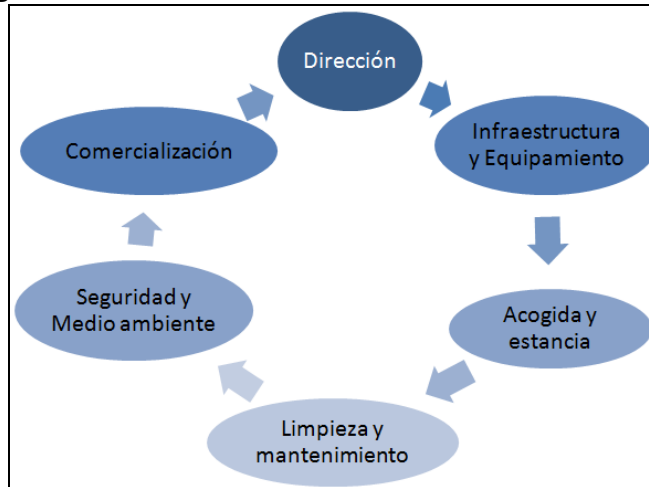 Dirección
Infraestructura
y Equipamiento
Acogida y
estancia
Limpieza y
mantenimiento
Seguridad y
Medio ambiente
Comercialización